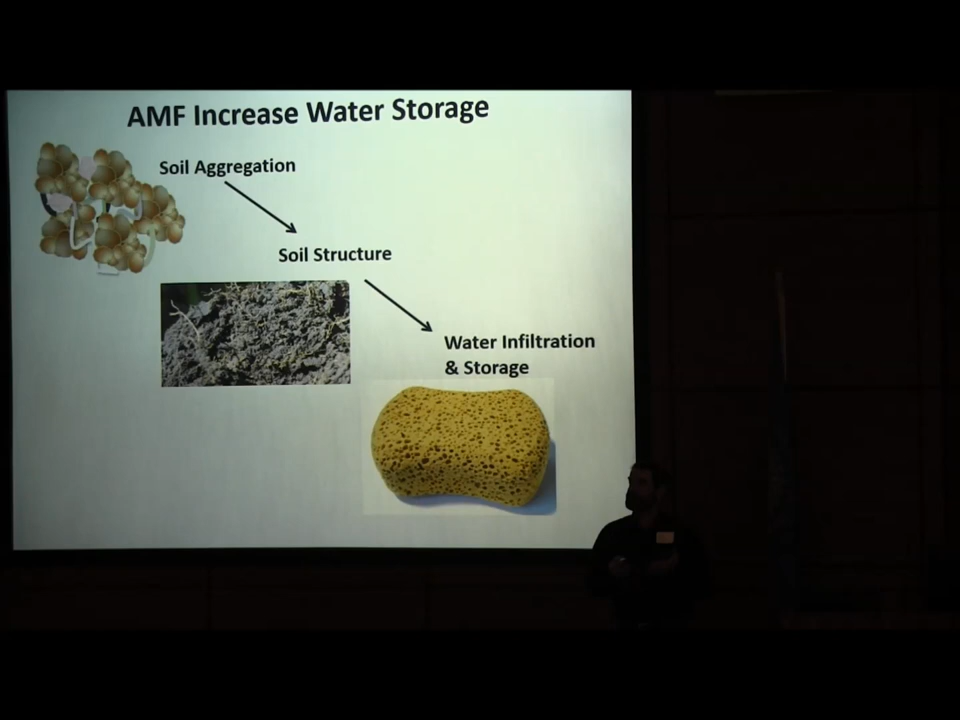 AMF Increase Water Storage
Soil Aggregation
Soil Structure
Water Infiltration
& Storage